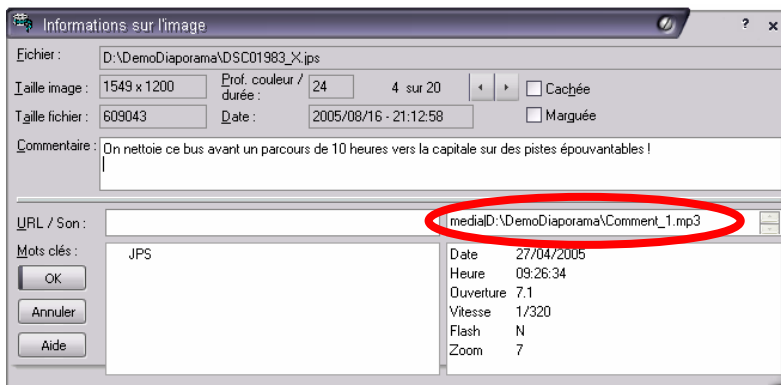 Informations sur l'image
? x
Fichier : D:\DemoDiaporama\DSC01983_X.jps
Taille image : 1549 x 1200 Prof. couleur / durée : 24 4 sur 20 Cachée
Taille fichier : 609043 Date : 2005/08/16 - 21:12:58 Marquée
Commentaire : On nettoie ce bus avant un parcours de 10 heures vers la capitale sur des pistes épouvantables !
URL / Son : media|D:\DemoDiaporama\Comment_1.mp3
Mots clés : JPS
OK
Annuler
Aide
Date 27/04/2005
Heure 09:26:34
Ouverture 7.1
Vitesse 1/320
Flash N
Zoom 7